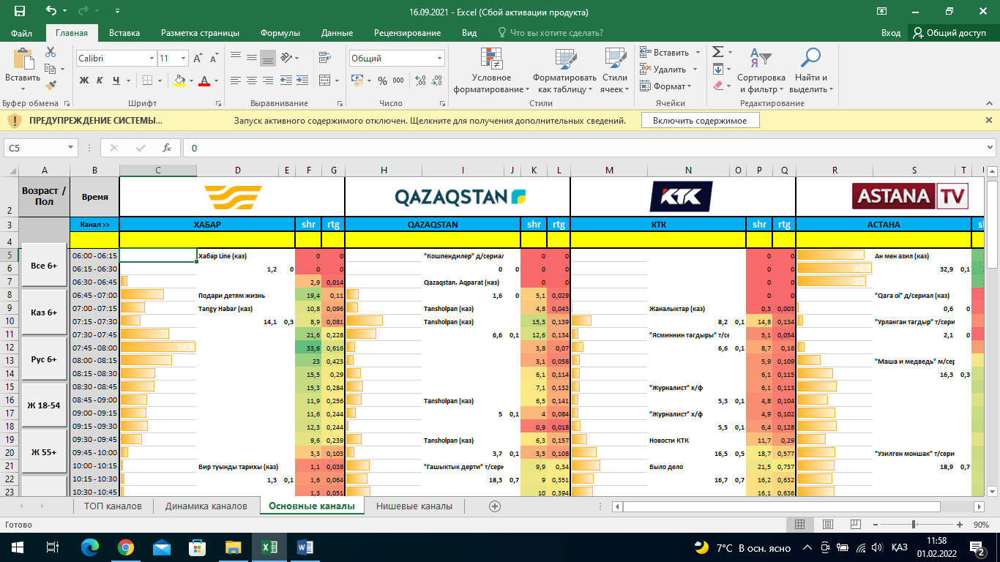 16.09.2021 - Excel (Сбой активации продукта)
Файл Главная Вставка Разметка страницы Формулы Данные Рецензирование Вид Что вы хотите сделать? Вход Общий доступ
Вставить
Calibri 11
Ж К Ч
Общий
% 000
Условное форматирование
Форматировать как таблицу
Стили ячеек
Вставить
Удалить
Формат
Сортировка и фильтр
Найти и выделить
Буфер обмена Шрифт Выравнивание Число Стили Ячейки Редактирование
ПРЕДУПРЕЖДЕНИЕ СИСТЕМЫ... Запуск активного содержимого отключен. Щелкните для получения дополнительных сведений. Включить содержимое
C5 fx 0
A B C D E F G H I J K L M N O P Q R S T
2 Возраст / Пол Время QAZAQSTAN КТК ASTANA TV
3 Канал >> ХАБАР shr rtg QAZAQSTAN shr rtg КТК shr rtg АСТАНА
4
5 06:00 - 06:15 Хабар Line (каз) 0 0 "Кошпендилер" д/сериал 0 0 0 0 Ан мен азил (каз)
6 Все 6+ 06:15 - 06:30 1,2 0 0 0 0 0 0 0 0 0 32,9 0,1
7 06:30 - 06:45 2,9 0,014 Qazaqstan. Aqparat (каз) 0 0 0 0
8 06:45 - 07:00 Подари детям жизнь 19,4 0,11 1,6 0 5,1 0,029 0 0 "Qara oi" д/сериал (каз)
9 Каз 6+ 07:00 - 07:15 Tangy Habar (каз) 10,8 0,096 Tansholpan (каз) 4,8 0,043 Жаналыктар (каз) 0,3 0,003 0,6 0
10 07:15 - 07:30 14,1 0,3 8,9 0,081 Tansholpan (каз) 15,3 0,139 8,2 0,1 14,8 0,134 "Урланган тагдыр" т/сери
11 07:30 - 07:45 21,6 0,228 6,6 0,1 12,6 0,134 "Ясминнин тагдыры" т/се 5,1 0,054 2,1 0
12 07:45 - 08:00 33,6 0,616 3,8 0,07 6,6 0,1 8,7 0,16
13 Рус 6+ 08:00 - 08:15 23 0,423 3,1 0,058 5,9 0,109 "Маша и медведь" м/сер
14 08:15 - 08:30 15,5 0,29 6,1 0,114 6,1 0,115 16,3 0,3
15 08:30 - 08:45 15,3 0,284 7,1 0,132 "Журналист" х/ф 6,1 0,113
16 Ж 18-54 08:45 - 09:00 11,9 0,256 Tansholpan (каз) 6,5 0,141 5,3 0,1 4,8 0,104
17 09:00 - 09:15 11,6 0,244 5 0,1 4 0,084 "Журналист" х/ф 4,9 0,102
18 09:15 - 09:30 12,3 0,244 0,9 0,018 5,5 0,1 6,4 0,128
19 09:30 - 09:45 9,6 0,239 Tansholpan (каз) 6,3 0,157 Новости КТК 11,7 0,29
20 Ж 55+ 09:45 - 10:00 3,3 0,103 3,7 0,1 3,5 0,108 16,5 0,5 18,7 0,577 "Узилген моншак" т/сери
21 10:00 - 10:15 Бир туынды тарихы (каз) 1,1 0,038 "Гашыктык дерти" т/сери 9,9 0,34 Было дело 21,5 0,737 18,9 0,7
22 10:15 - 10:30 1,3 0,1 1,6 0,064 18,3 0,7 9 0,351 16,7 0,7 16,2 0,632
23 10:30 - 10:45 1,3 0,051 10 0,394 16,1 0,636
ТОП каналов Динамика каналов Основные каналы Нишевые каналы
Готово 90%
7°C В осн. ясно ҚАЗ 11:58
01.02.2022 2